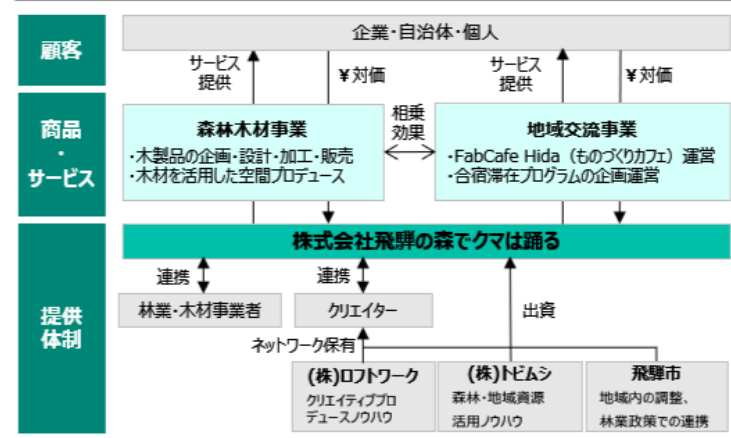 顧客
企業・自治体・個人
サービス
提供
¥対価
サービス
提供
¥対価
商品
・
サービス
森林木材事業
・木製品の企画・設計・加工・販売
・木材を活用した空間プロデュース
相乗
効果
地域交流事業
・FabCafe Hida（ものづくりカフェ）運営
・合宿滞在プログラムの企画運営
提供
体制
株式会社飛騨の森でクマは踊る
連携
連携
林業・木材事業者
クリエイター
出資
ネットワーク保有
(株)ロフトワーク
クリエイティブプロ
デュースノウハウ
(株)トビムシ
森林・地域資源
活用ノウハウ
飛騨市
地域内の調整、
林業政策での連携